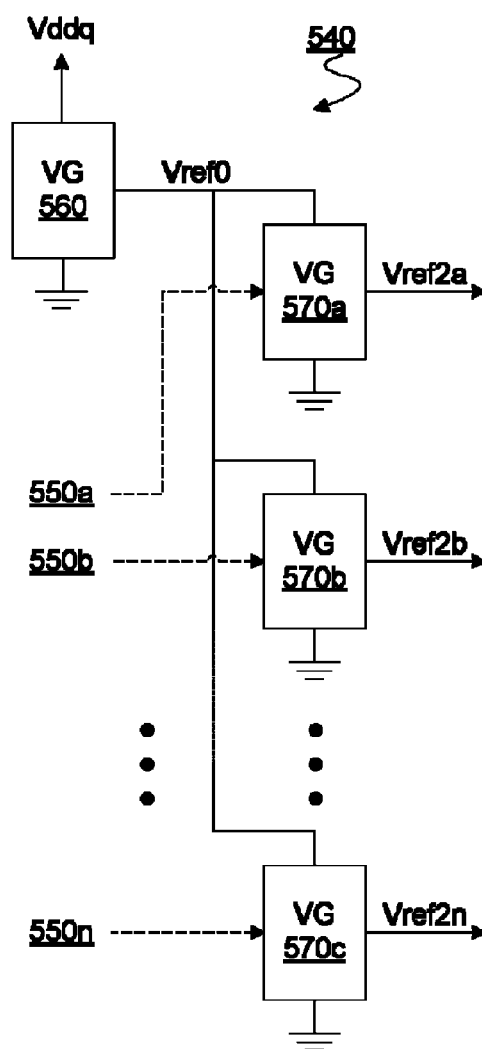 Vddq
540
VG
560
Vref0
VG
570a
Vref2a
550a
550b
VG
570b
Vref2b
550n
VG
570c
Vref2n